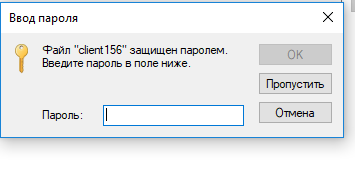 Ввод пароля
Файл "client156" защищен паролем.
Введите пароль в поле ниже.
OK
Пропустить
Пароль:
Отмена